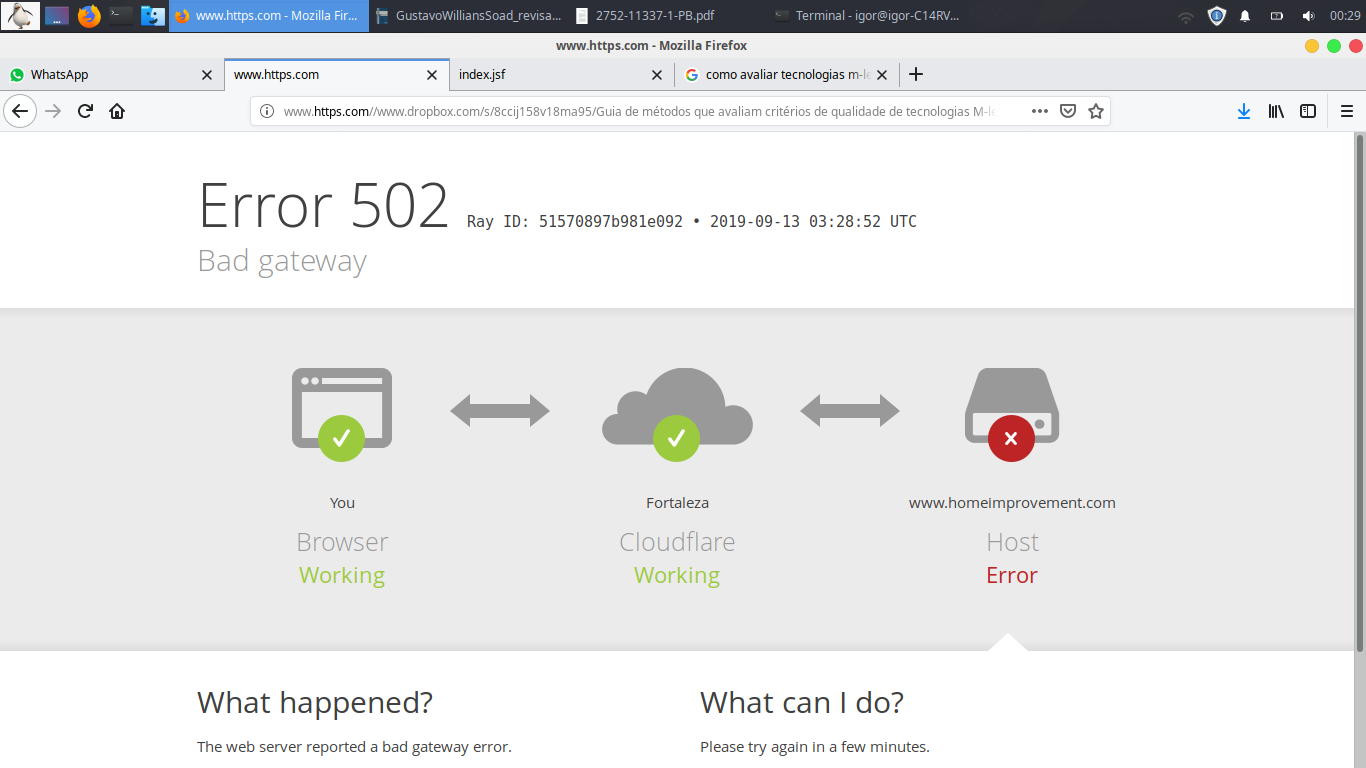 www.https.com - Mozilla Fir...
GustavoWilliansSoad_revisa...
2752-11337-1-PB.pdf
Terminal - igor@igor-C14RV...
00:29
www.https.com - Mozilla Firefox
WhatsApp
www.https.com
index.jsf
como avaliar tecnologias m-le
www.https.com//www.dropbox.com/s/8ccij158v18ma95/Guia de métodos que avaliam critérios de qualidade de tecnologias M-le
Error 502 Ray ID: 51570897b981e092 • 2019-09-13 03:28:52 UTC
Bad gateway
You
Fortaleza
www.homeimprovement.com
Browser
Cloudflare
Host
Working
Working
Error
What happened?
What can I do?
The web server reported a bad gateway error.
Please try again in a few minutes.